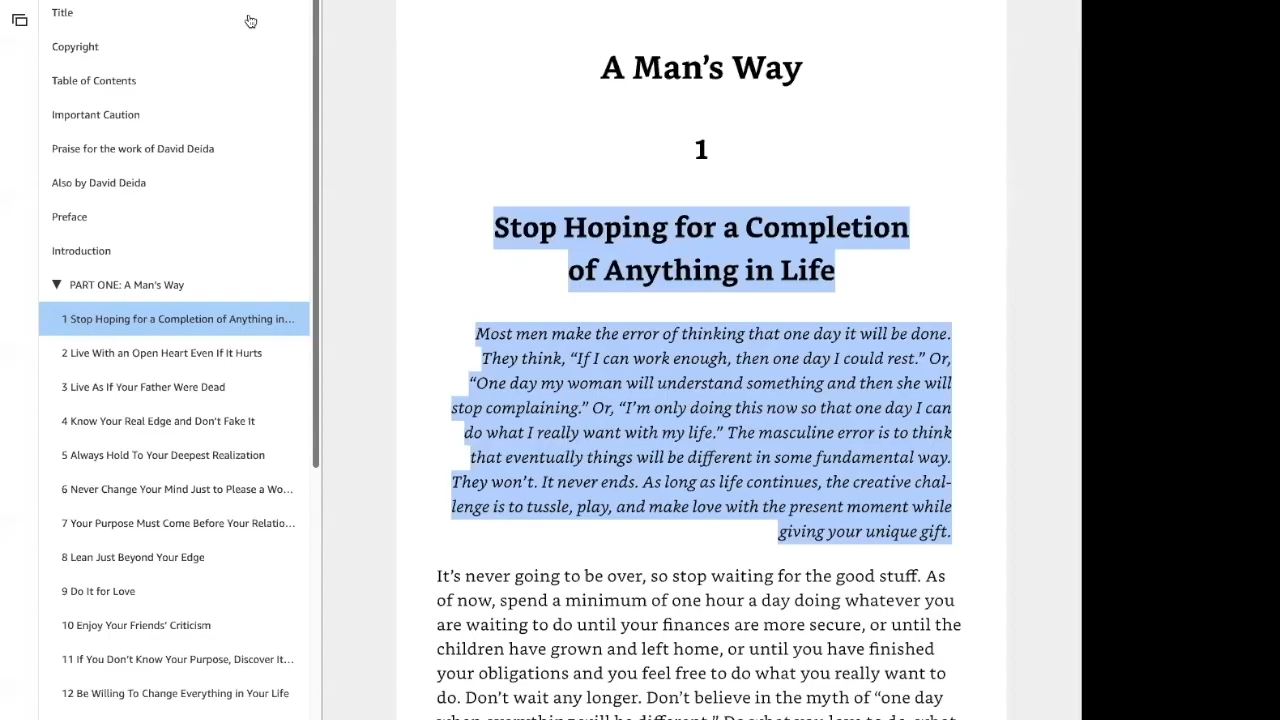 Title
Copyright
Table of Contents
Important Caution
Praise for the work of David Deida
Also by David Deida
Preface
Introduction
▼ PART ONE: A Man's Way
1 Stop Hoping for a Completion of Anything in...
2 Live With an Open Heart Even If It Hurts
3 Live As If Your Father Were Dead
4 Know Your Real Edge and Don't Fake It
5 Always Hold To Your Deepest Realization
6 Never Change Your Mind Just to Please a Wo...
7 Your Purpose Must Come Before Your Relatio...
8 Lean Just Beyond Your Edge
9 Do It for Love
10 Enjoy Your Friends' Criticism
11 If You Don't Know Your Purpose, Discover It...
12 Be Willing To Change Everything in Your Life
A Man's Way
1
Stop Hoping for a Completion
of Anything in Life
Most men make the error of thinking that one day it will be done.
They think, “If I can work enough, then one day I could rest.” Or,
“One day my woman will understand something and then she will
stop complaining.” Or, “I'm only doing this now so that one day I can
do what I really want with my life.” The masculine error is to think
that eventually things will be different in some fundamental way.
They won't. It never ends. As long as life continues, the creative chal-
lenge is to tussle, play, and make love with the present moment while
giving your unique gift.
It's never going to be over, so stop waiting for the good stuff. As
of now, spend a minimum of one hour a day doing whatever you
are waiting to do until your finances are more secure, or until the
children have grown and left home, or until you have finished
your obligations and you feel free to do what you really want to
do. Don't wait any longer. Don't believe in the myth of “one day
when everything will be different.” Do what you love to do, what